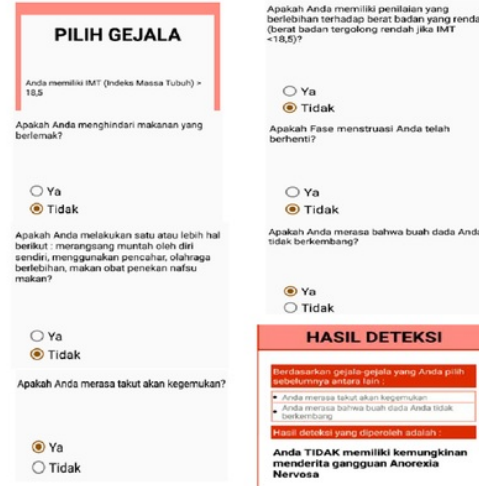 PILIH GEJALA
Anda memiliki IMT (Indeks Massa Tubuh) >
18,5
Apakah Anda menghindari makanan yang
berlemak?
Ya
Tidak
Apakah Anda melakukan satu atau lebih hal
berikut : merangsang muntah oleh diri
sendiri, menggunakan pencahar, olahraga
berlebihan, makan obat penekan nafsu
makan?
Ya
Tidak
Apakah Anda merasa takut akan kegemukan?
Ya
Tidak
Apakah Anda memiliki penilaian yang
berlebihan terhadap berat badan yang renda
(berat badan tergolong rendah jika IMT
<18,5)?
Ya
Tidak
Apakah Fase menstruasi Anda telah
berhenti?
Ya
Tidak
Apakah Anda merasa bahwa buah dada Anda
tidak berkembang?
Ya
Tidak
HASIL DETEKSI
Berdasarkan gejala-gejala yang Anda pilih
sebelumnya antara lain :
Anda merasa takut akan kegemukan
Anda merasa bahwa buah dada Anda tidak
berkembang
Hasil deteksi yang diperoleh adalah :
Anda TIDAK memiliki kemungkinan
menderita gangguan Anorexia
Nervosa